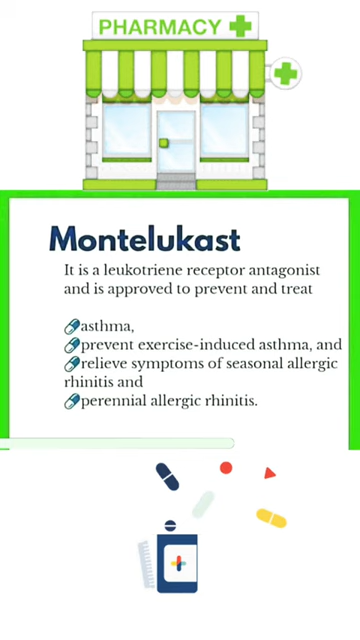 PHARMACY
Montelukast
It is a leukotriene receptor antagonist
and is approved to prevent and treat
asthma,
prevent exercise-induced asthma, and
relieve symptoms of seasonal allergic
rhinitis and
perennial allergic rhinitis.